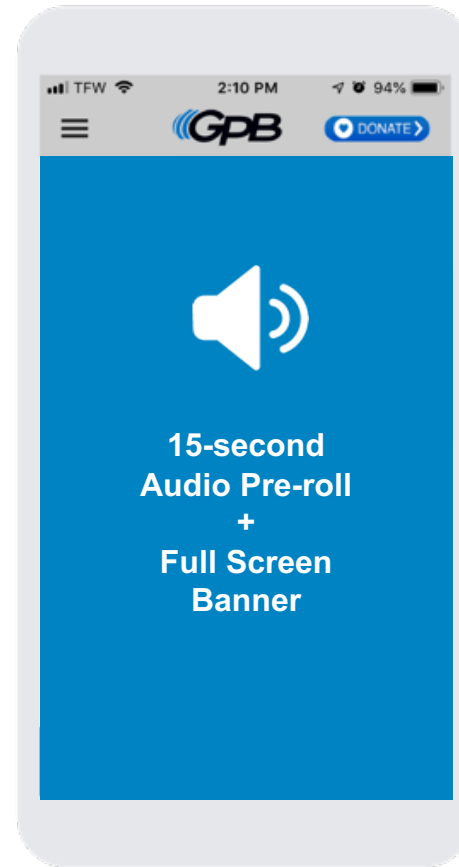 TFW 2:10 PM 94%
GPB DONATE
15-second
Audio Pre-roll
+
Full Screen
Banner